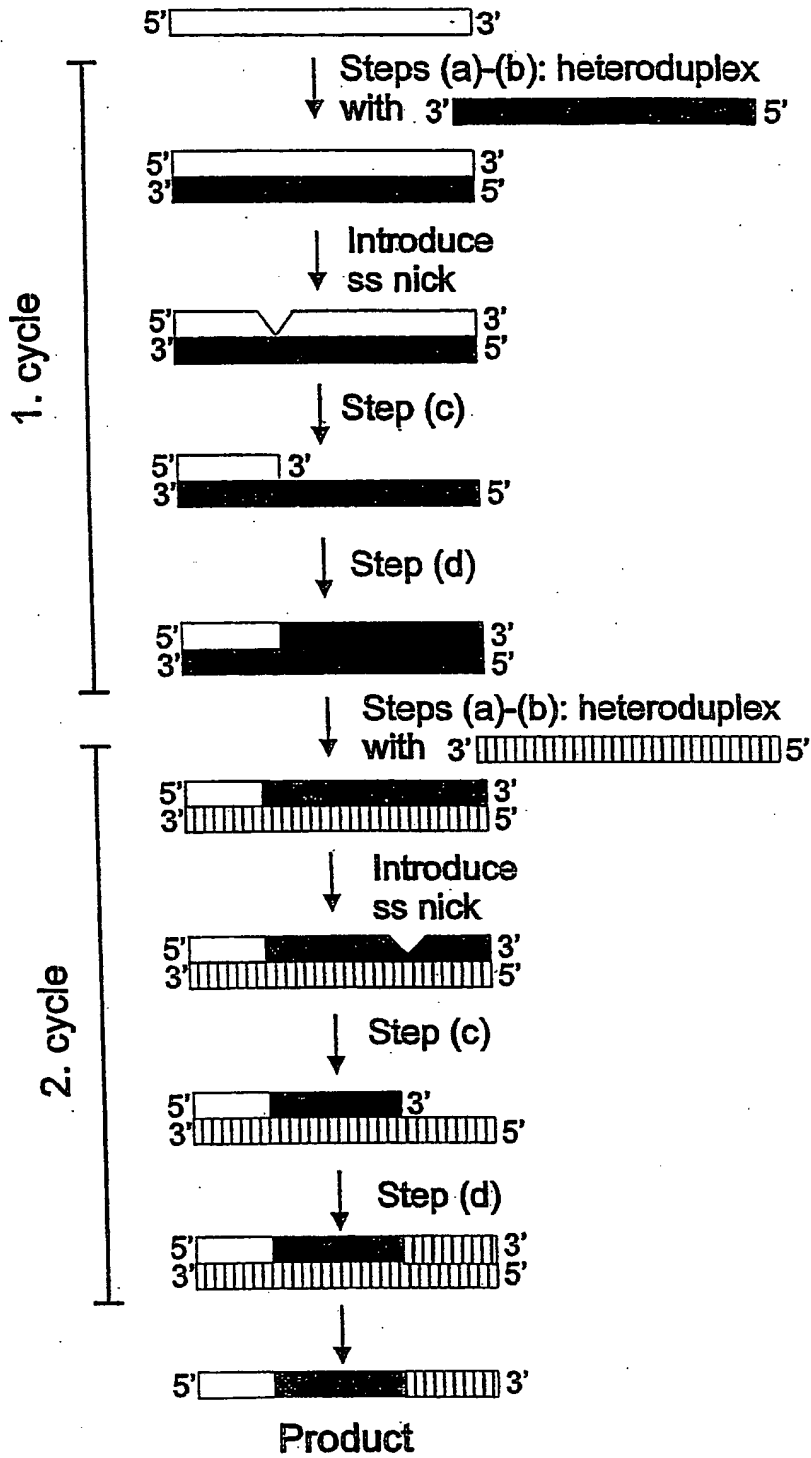 5' 3'
Steps (a)-(b): heteroduplex
with 3' 5'
5' 3'
3' 5'
Introduce
ss nick
5' 3'
3' 5'
1. cycle
Step (c)
5' 3'
3' 5'
Step (d)
5' 3'
3' 5'
Steps (a)-(b): heteroduplex
with 3' 5'
5' 3'
3' 5'
Introduce
ss nick
5' 3'
3' 5'
2. cycle
Step (c)
5' 3'
3' 5'
Step (d)
5' 3'
3' 5'
5' 3'
Product